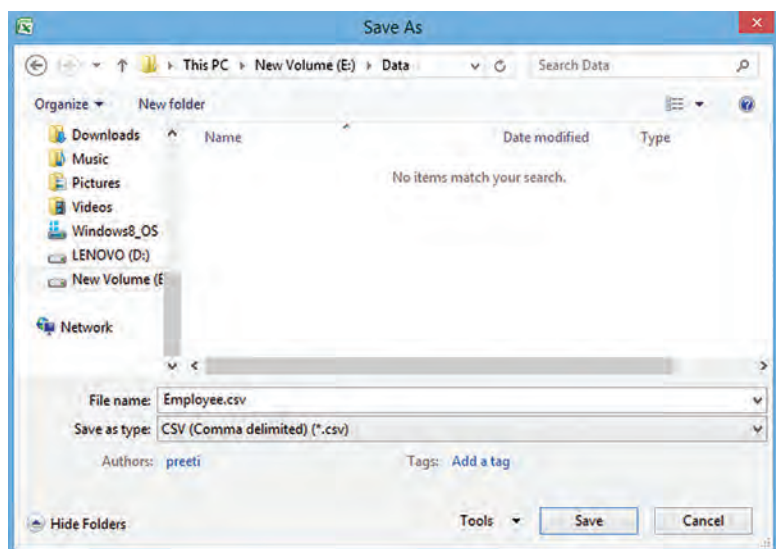 Save As
This PC New Volume (E:) Data
Search Data
Organize New folder
Downloads
Music
Pictures
Videos
Windows8_OS
LENOVO (D:)
New Volume (E
Network
Name Date modified Type
No items match your search.
File name: Employee.csv
Save as type: CSV (Comma delimited) (*.csv)
Authors: preeti Tags: Add a tag
Hide Folders Tools Save Cancel